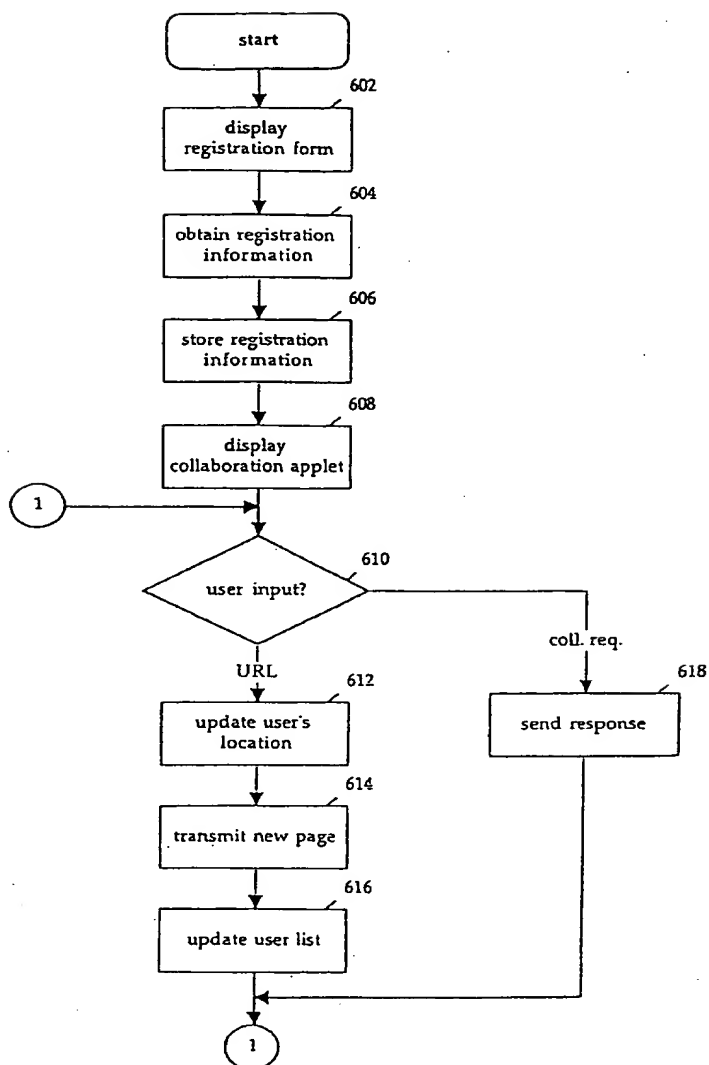 start
602
display
registration form
604
obtain registration
information
606
store registration
information
608
display
collaboration applet
1
610
user input?
coll. req.
URL
612
618
update user's
location
send response
614
transmit new page
616
update user list
1